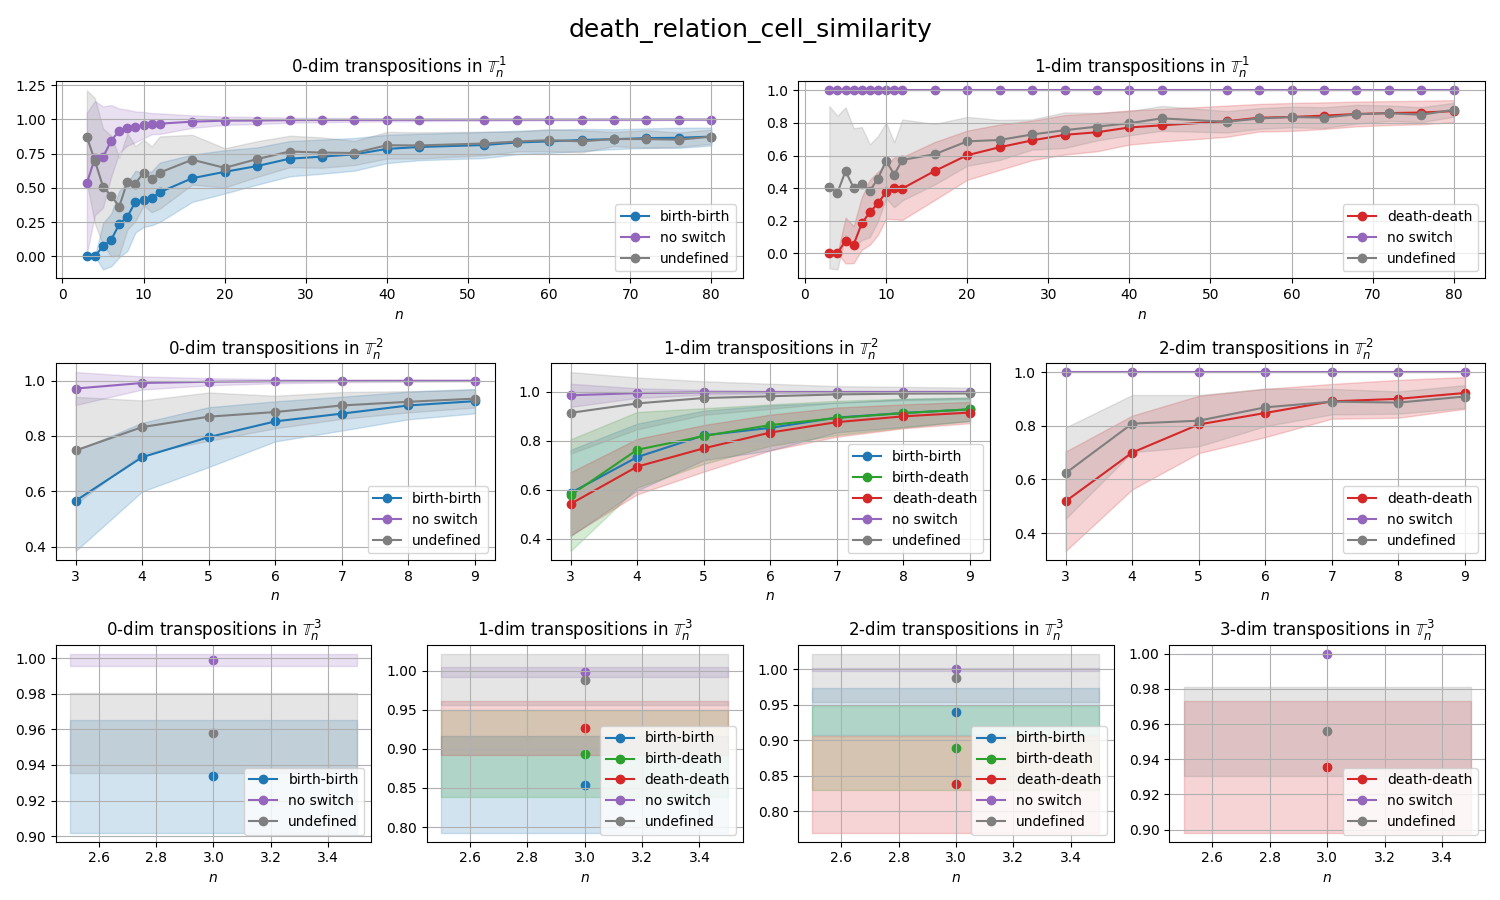 death_relation_cell_similarity
0-dim transpositions in 𝕋ₙ¹
1.25
1.00
0.75
0.50
0.25
0.00
0 10 20 30 40 50 60 70 80
n
birth-birth
no switch
undefined
1-dim transpositions in 𝕋ₙ¹
1.0
0.8
0.6
0.4
0.2
0.0
0 10 20 30 40 50 60 70 80
n
death-death
no switch
undefined
0-dim transpositions in 𝕋ₙ²
1.0
0.8
0.6
0.4
3 4 5 6 7 8 9
n
birth-birth
no switch
undefined
1-dim transpositions in 𝕋ₙ²
1.0
0.8
0.6
0.4
3 4 5 6 7 8 9
n
birth-birth
birth-death
death-death
no switch
undefined
2-dim transpositions in 𝕋ₙ²
1.0
0.8
0.6
0.4
3 4 5 6 7 8 9
n
death-death
no switch
undefined
0-dim transpositions in 𝕋ₙ³
1.00
0.98
0.96
0.94
0.92
0.90
2.6 2.8 3.0 3.2 3.4
n
birth-birth
no switch
undefined
1-dim transpositions in 𝕋ₙ³
1.00
0.95
0.90
0.85
0.80
2.6 2.8 3.0 3.2 3.4
n
birth-birth
birth-death
death-death
no switch
undefined
2-dim transpositions in 𝕋ₙ³
1.00
0.95
0.90
0.85
0.80
2.6 2.8 3.0 3.2 3.4
n
birth-birth
birth-death
death-death
no switch
undefined
3-dim transpositions in 𝕋ₙ³
1.00
0.98
0.96
0.94
0.92
0.90
2.6 2.8 3.0 3.2 3.4
n
death-death
no switch
undefined